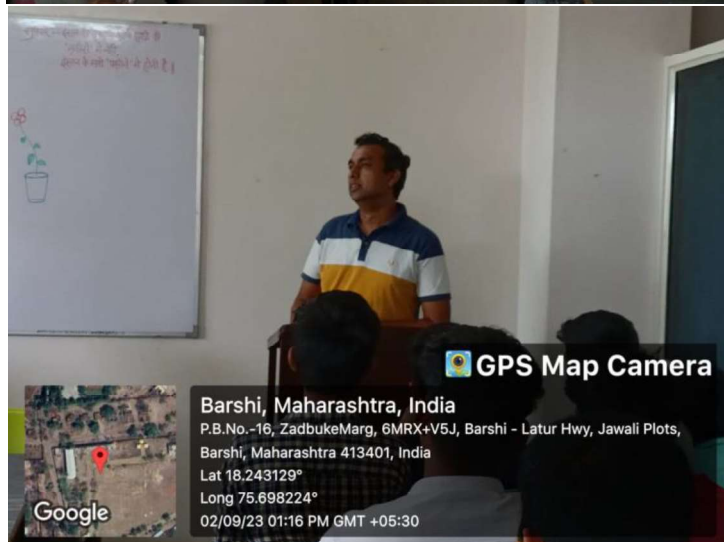 के
होती है।
GPS Map Camera
Barshi, Maharashtra, India
P.B.No.-16, ZadbukeMarg, 6MRX+V5J, Barshi - Latur Hwy, Jawali Plots,
Barshi, Maharashtra 413401, India
Lat 18.243129°
Long 75.698224°
02/09/23 01:16 PM GMT +05:30
Google